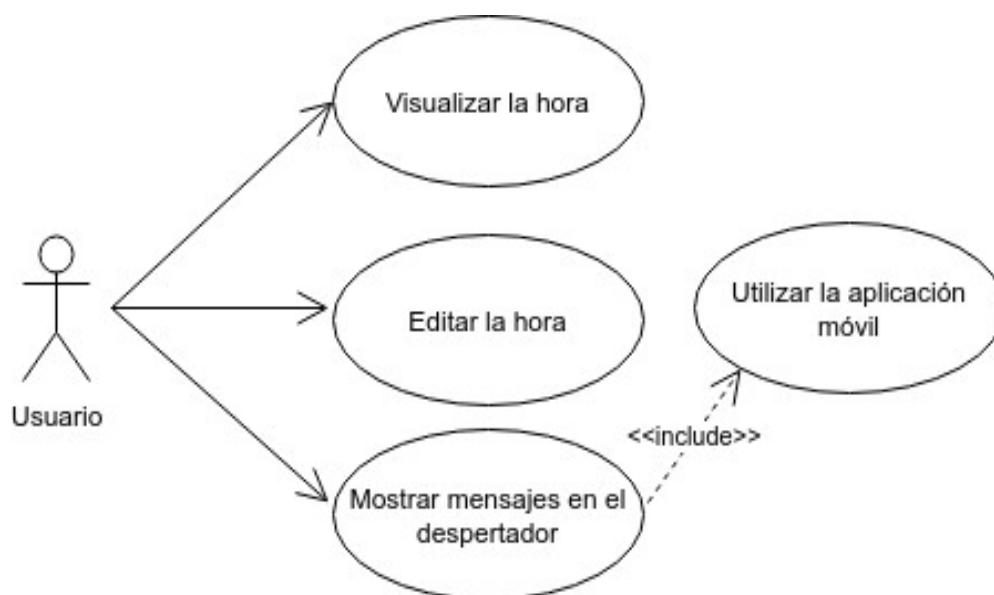 Visualizar la hora
Editar la hora
Utilizar la aplicación
móvil
Usuario
<<include>>
Mostrar mensajes en el
despertador